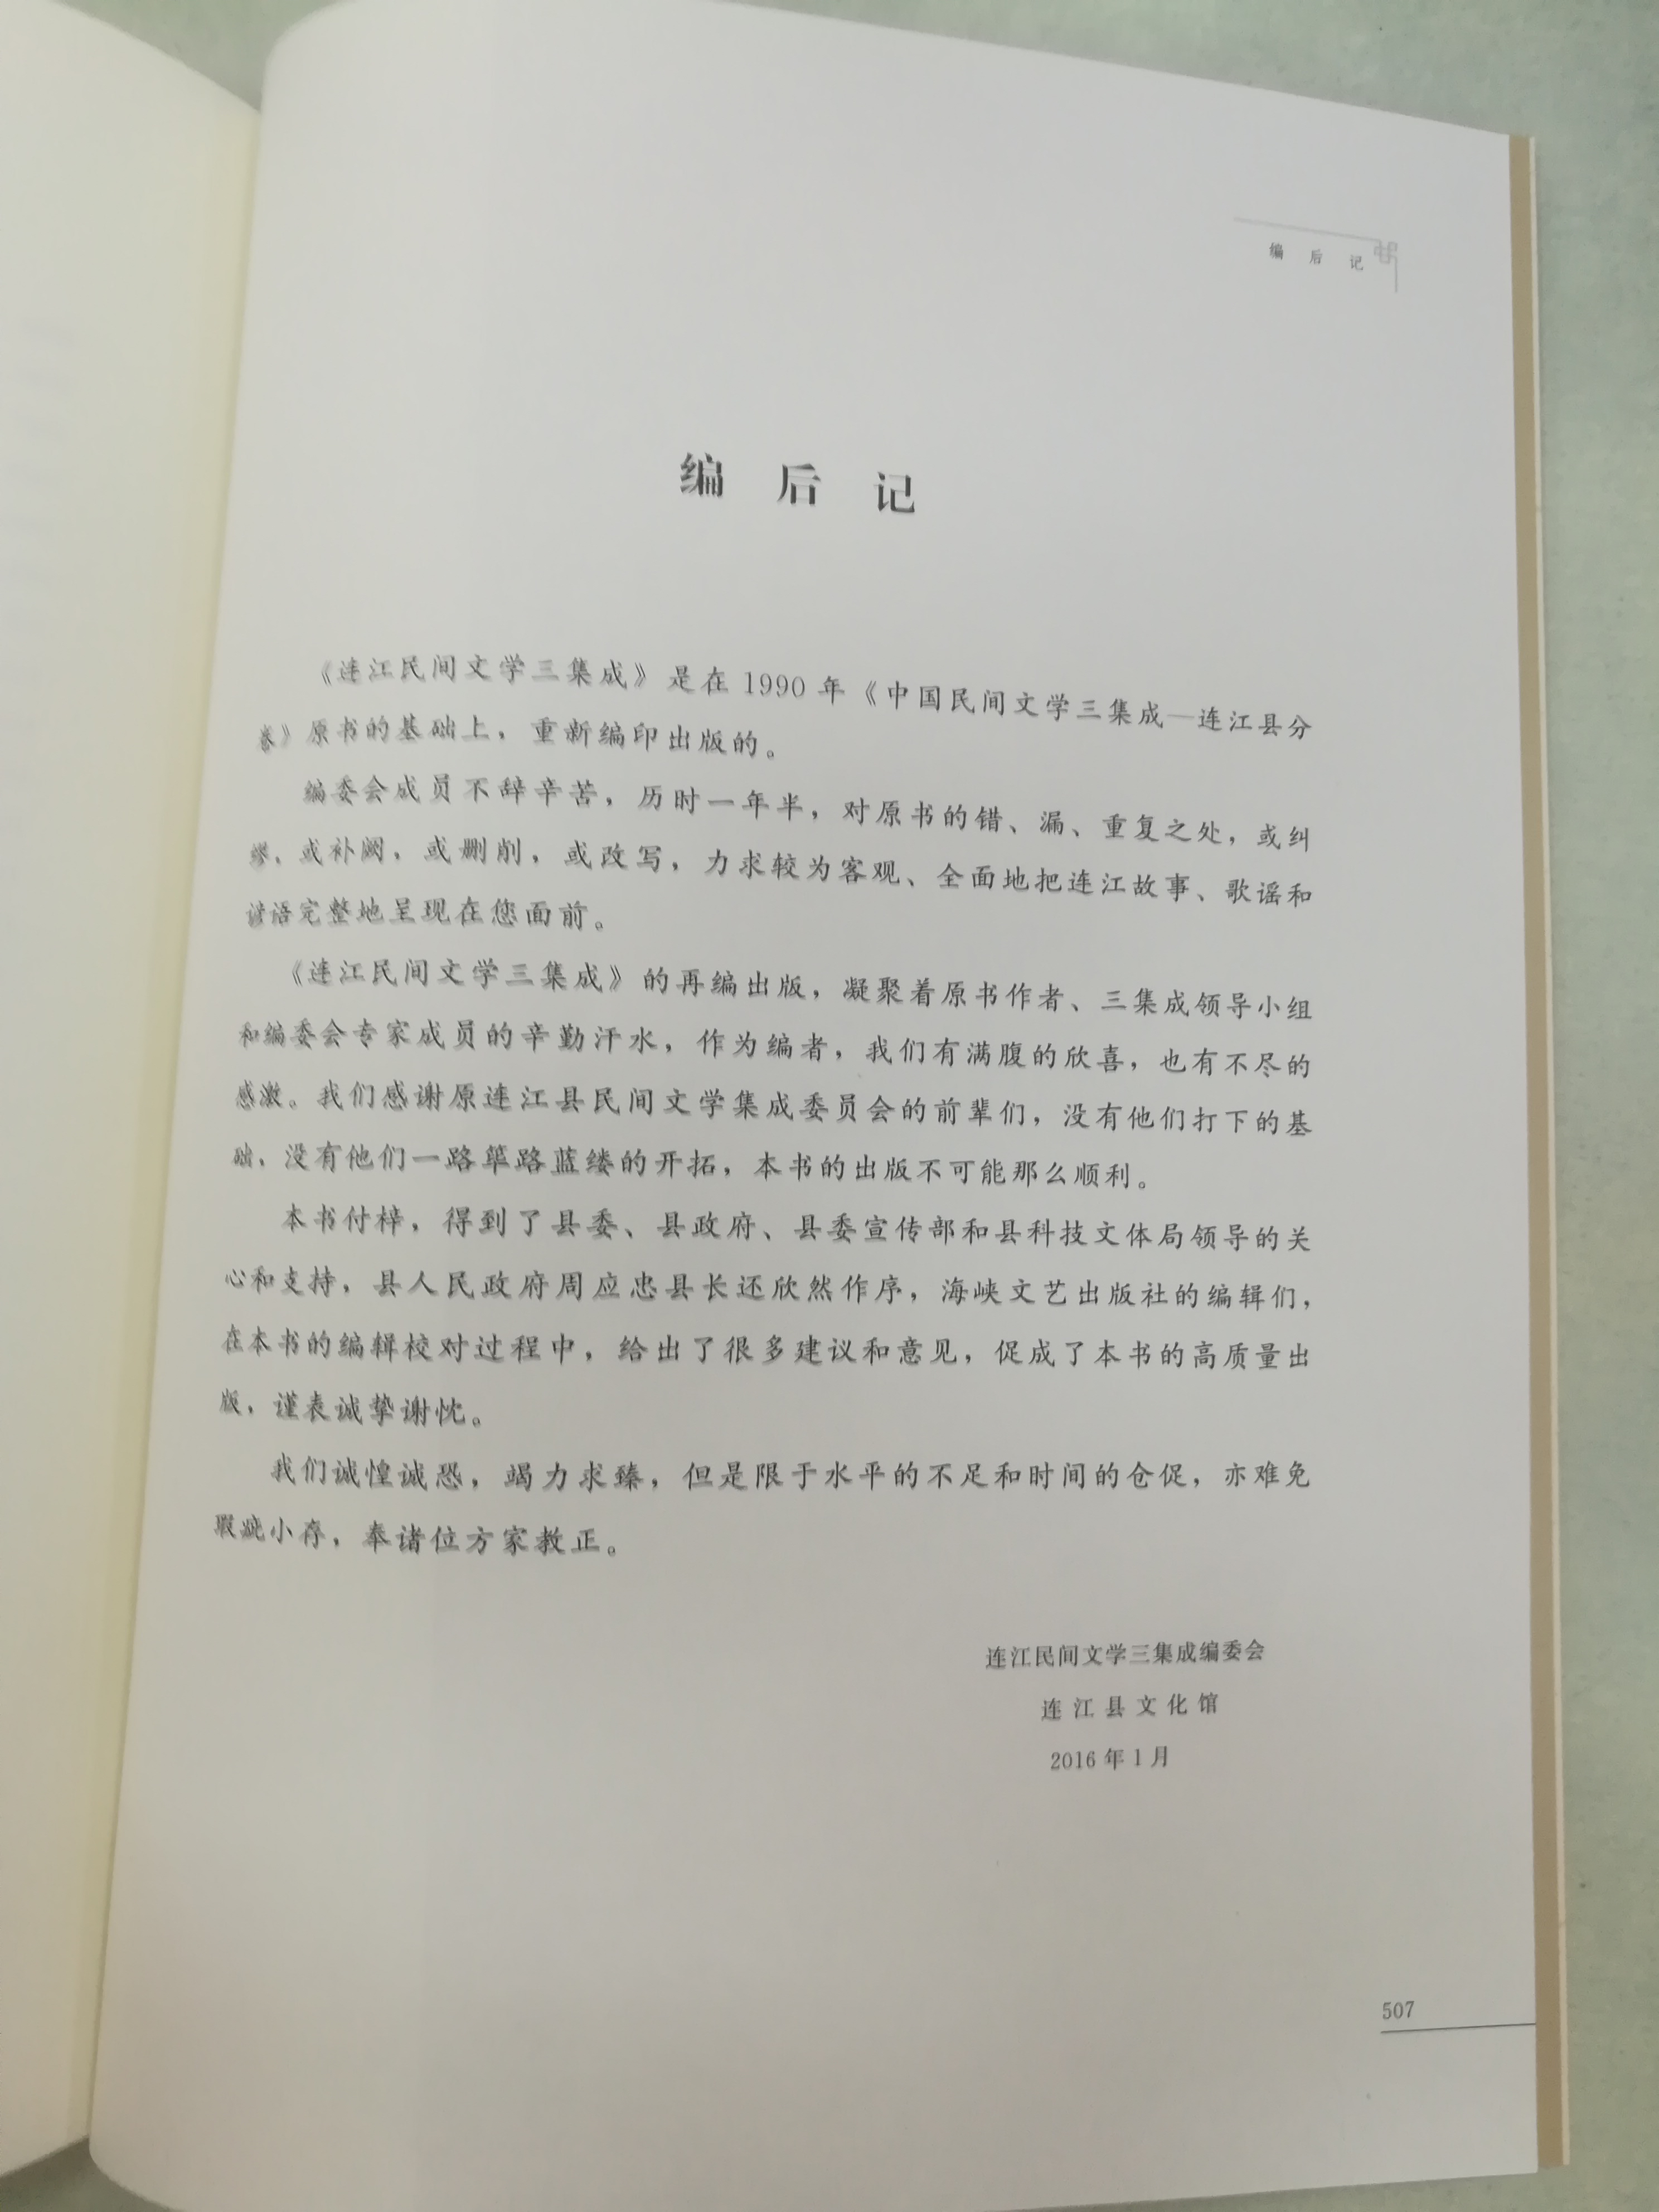 编 后 记
编 后 记
《连江民间文学三集成》是在1990年《中国民间文学三集成—连江县分
卷》原书的基础上，重新编印出版的。
编委会成员不辞辛苦，历时一年半，对原书的错、漏、重复之处，或纠
缪，或补阙，或删削，或改写，力求较为客观、全面地把连江故事、歌谣和
谚语完整地呈现在您面前。
《连江民间文学三集成》的再编出版，凝聚着原书作者、三集成领导小组
和编委会专家成员的辛勤汗水，作为编者，我们有满腹的欣喜，也有不尽的
感激。我们感谢原连江县民间文学集成委员会的前辈们，没有他们打下的基
础，没有他们一路筚路蓝缕的开拓，本书的出版不可能那么顺利。
本书付梓，得到了县委、县政府、县委宣传部和县科技文体局领导的关
心和支持，县人民政府周应忠县长还欣然作序，海峡文艺出版社的编辑们，
在本书的编辑校对过程中，给出了很多建议和意见，促成了本书的高质量出
版，谨表诚挚谢忱。
我们诚惶诚恐，竭力求臻，但是限于水平的不足和时间的仓促，亦难免
瑕疵小存，奉诸位方家教正。
连江民间文学三集成编委会
连江县文化馆
2016年1月
507